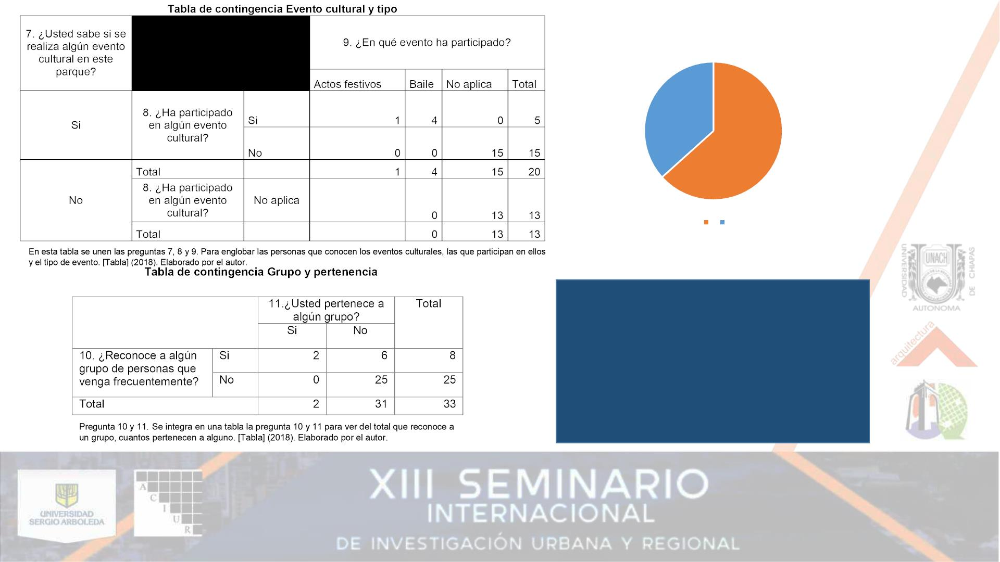 Tabla de contingencia Evento cultural y tipo
7. ¿Usted sabe si se
realiza algún evento
cultural en este
parque?
9. ¿En qué evento ha participado?
Actos festivos Baile No aplica Total
Si
8. ¿Ha participado
en algún evento
cultural?
Si 1 4 0 5
No 0 0 15 15
Total 1 4 15 20
No
8. ¿Ha participado
en algún evento
cultural?
No aplica 0 13 13
Total 0 13 13
En esta tabla se unen las preguntas 7, 8 y 9. Para englobar las personas que conocen los eventos culturales, las que participan en ellos
y el tipo de evento. [Tabla] (2018). Elaborado por el autor.
Tabla de contingencia Grupo y pertenencia
11.¿Usted pertenece a
algún grupo?
Total
Si No
10. ¿Reconoce a algún
grupo de personas que
venga frecuentemente?
Si 2 6 8
No 0 25 25
Total 2 31 33
Pregunta 10 y 11. Se integra en una tabla la pregunta 10 y 11 para ver del total que reconoce a
un grupo, cuantos pertenecen a alguno. [Tabla] (2018). Elaborado por el autor.
UNIVERSIDAD
UNACH
DE CHIAPAS
AUTONOMA
arquitectura
UNIVERSIDAD
SERGIO ARBOLEDA
A
C
I
U
R
XIII SEMINARIO
INTERNACIONAL
DE INVESTIGACIÓN URBANA Y REGIONAL